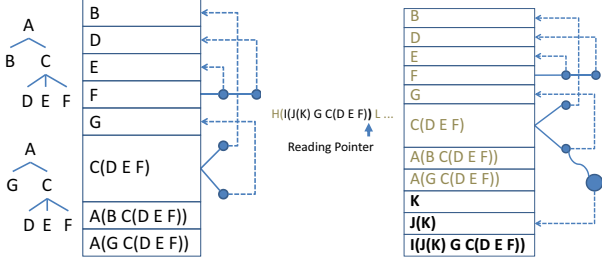 A
B C
D E F
A
G C
D E F
B
D
E
F
G
C(D E F)
A(B C(D E F))
A(G C(D E F))
H(I(J(K) G C(D E F)) L ...
Reading Pointer
B
D
E
F
G
C(D E F)
A(B C(D E F))
A(G C(D E F))
K
J(K)
I(J(K) G C(D E F))